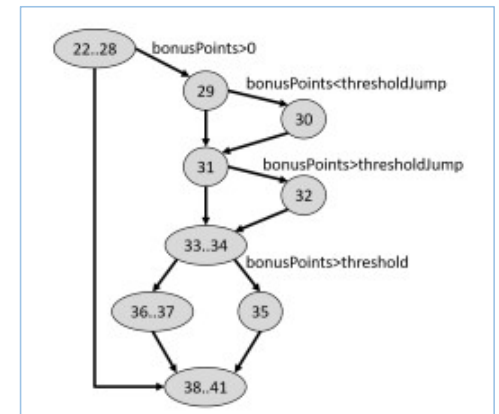 22..28
bonusPoints>0
29
bonusPoints<thresholdJump
30
31
bonusPoints>thresholdJump
32
33..34
bonusPoints>threshold
36..37
35
38..41